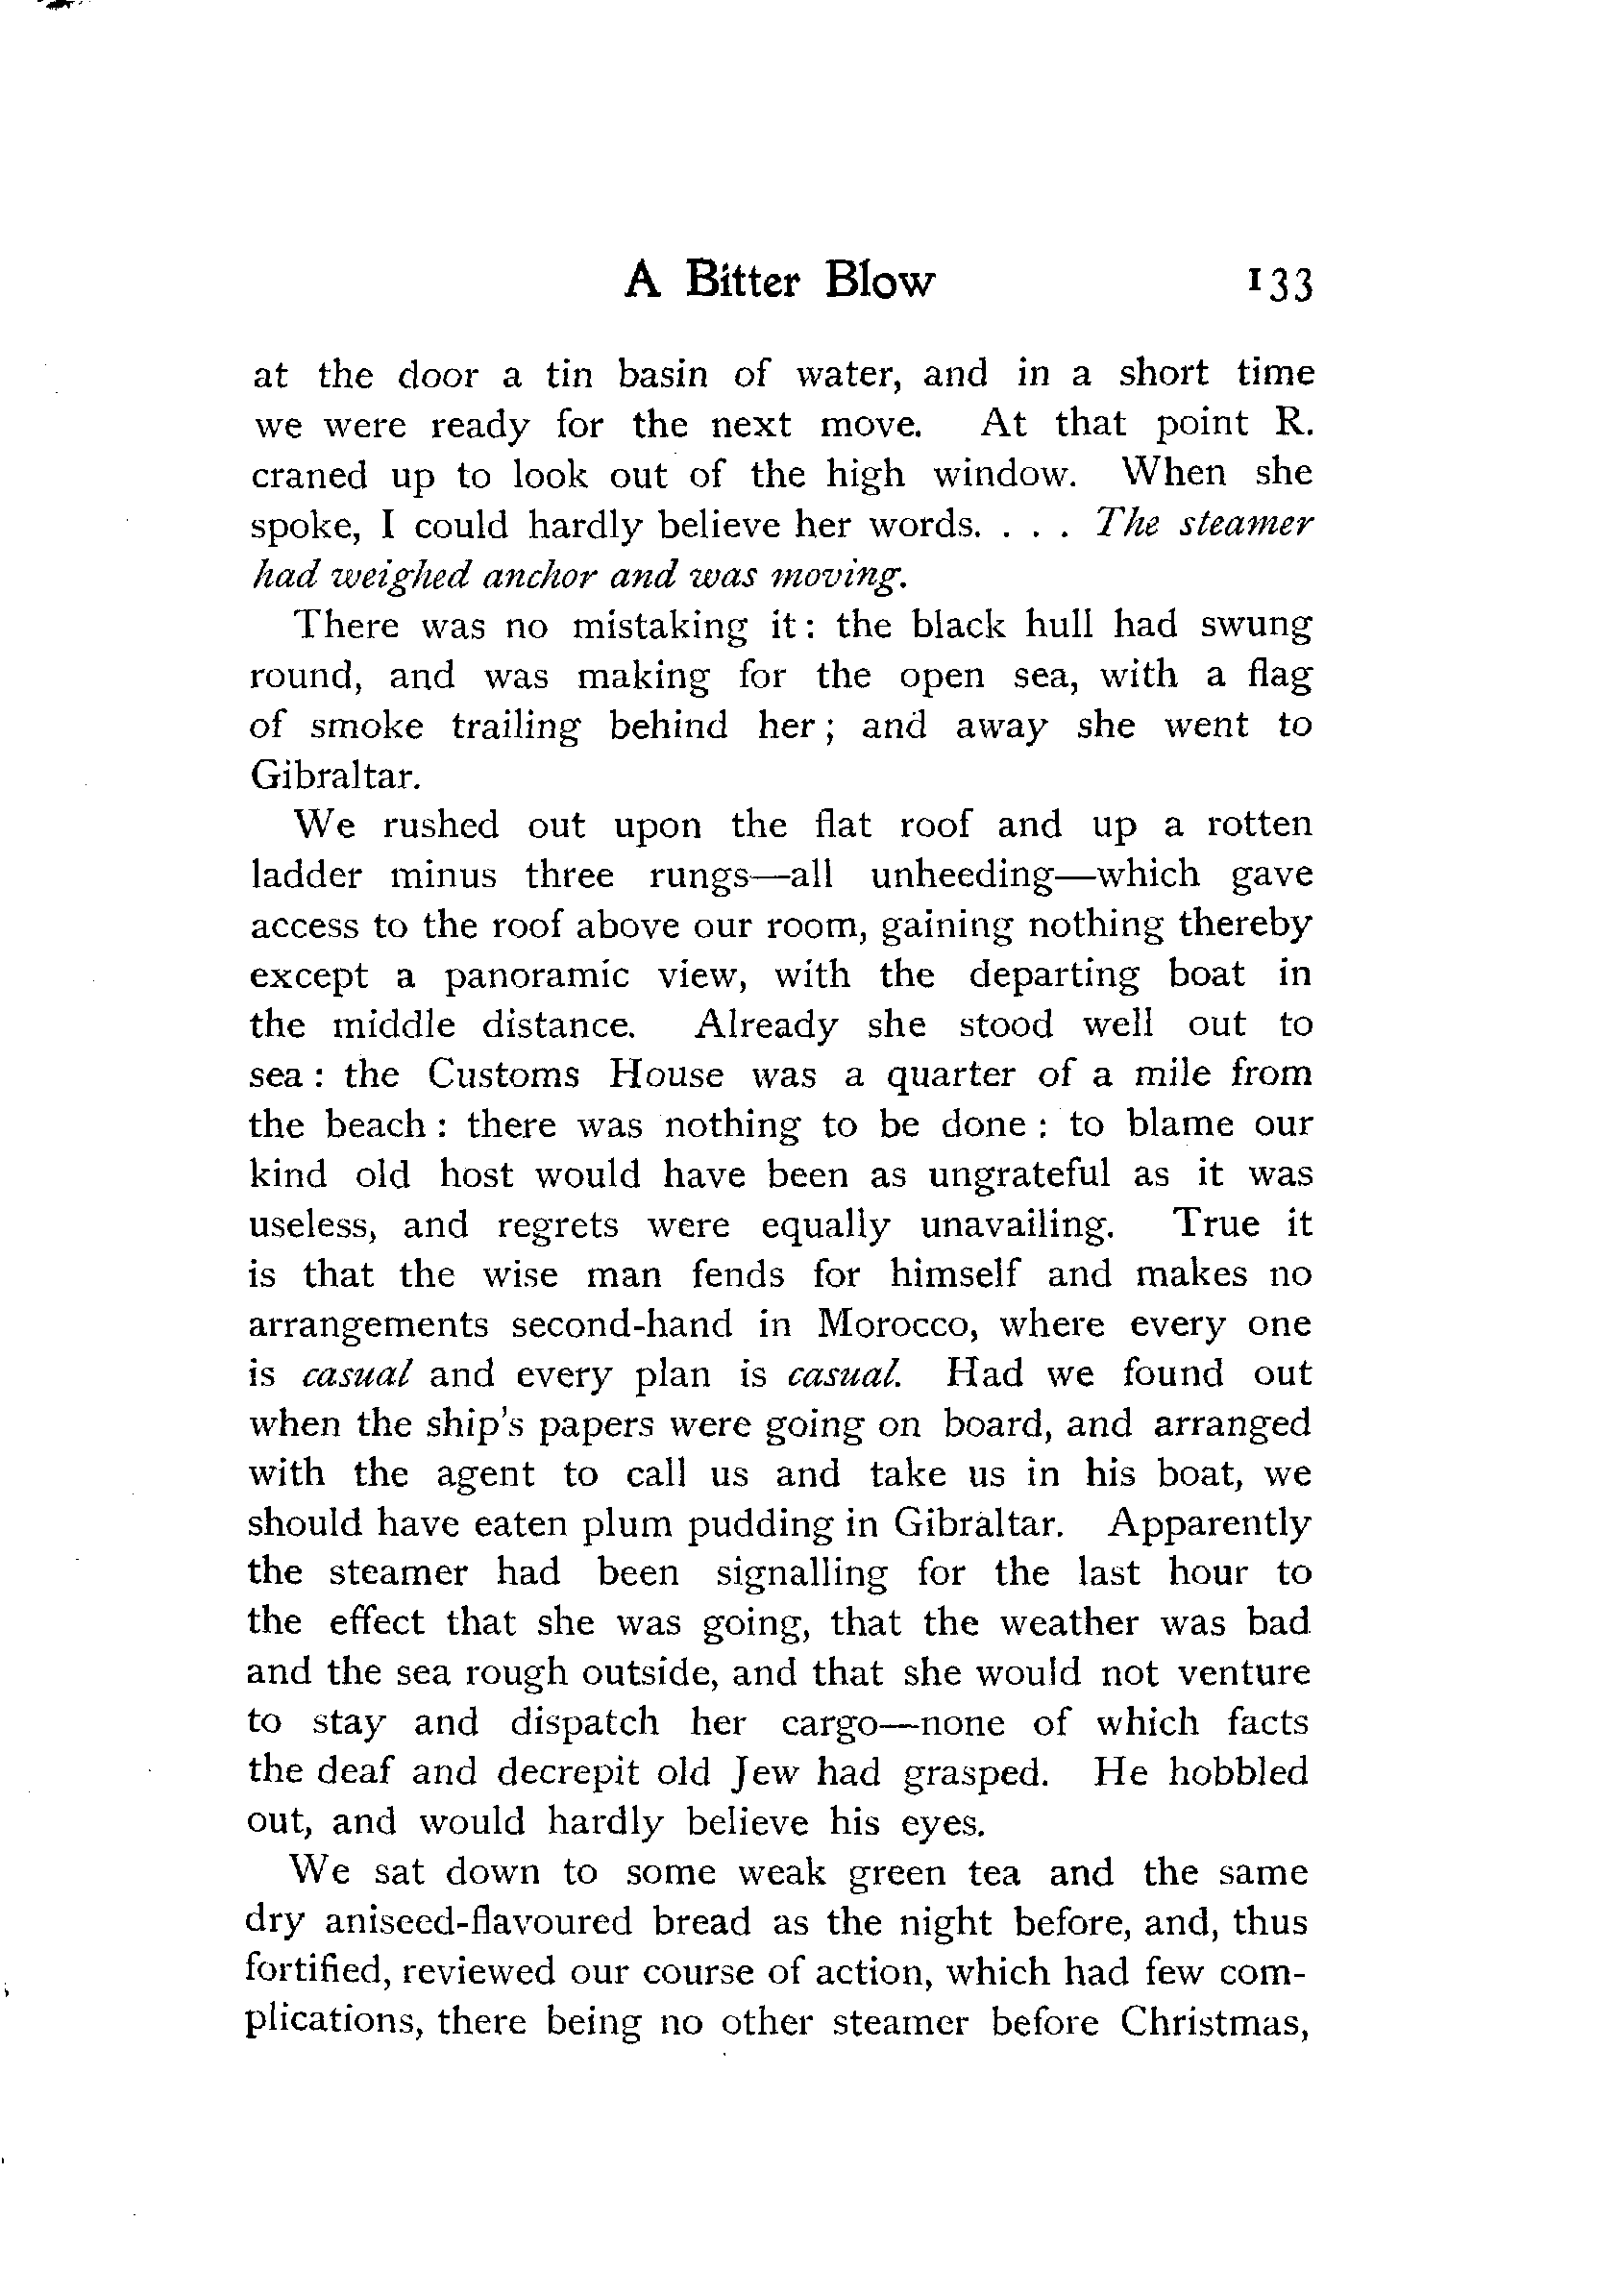 A Bitter Blow 133
at the door a tin basin of water, and in a short time
we were ready for the next move. At that point R.
craned up to look out of the high window. When she
spoke, I could hardly believe her words. . . . The steamer
had weighed anchor and was moving.
There was no mistaking it: the black hull had swung
round, and was making for the open sea, with a flag
of smoke trailing behind her; and away she went to
Gibraltar.
We rushed out upon the flat roof and up a rotten
ladder minus three rungs—all unheeding—which gave
access to the roof above our room, gaining nothing thereby
except a panoramic view, with the departing boat in
the middle distance. Already she stood well out to
sea: the Customs House was a quarter of a mile from
the beach: there was nothing to be done: to blame our
kind old host would have been as ungrateful as it was
useless, and regrets were equally unavailing. True it
is that the wise man fends for himself and makes no
arrangements second-hand in Morocco, where every one
is casual and every plan is casual. Had we found out
when the ship's papers were going on board, and arranged
with the agent to call us and take us in his boat, we
should have eaten plum pudding in Gibraltar. Apparently
the steamer had been signalling for the last hour to
the effect that she was going, that the weather was bad
and the sea rough outside, and that she would not venture
to stay and dispatch her cargo—none of which facts
the deaf and decrepit old Jew had grasped. He hobbled
out, and would hardly believe his eyes.
We sat down to some weak green tea and the same
dry aniseed-flavoured bread as the night before, and, thus
fortified, reviewed our course of action, which had few com-
plications, there being no other steamer before Christmas,